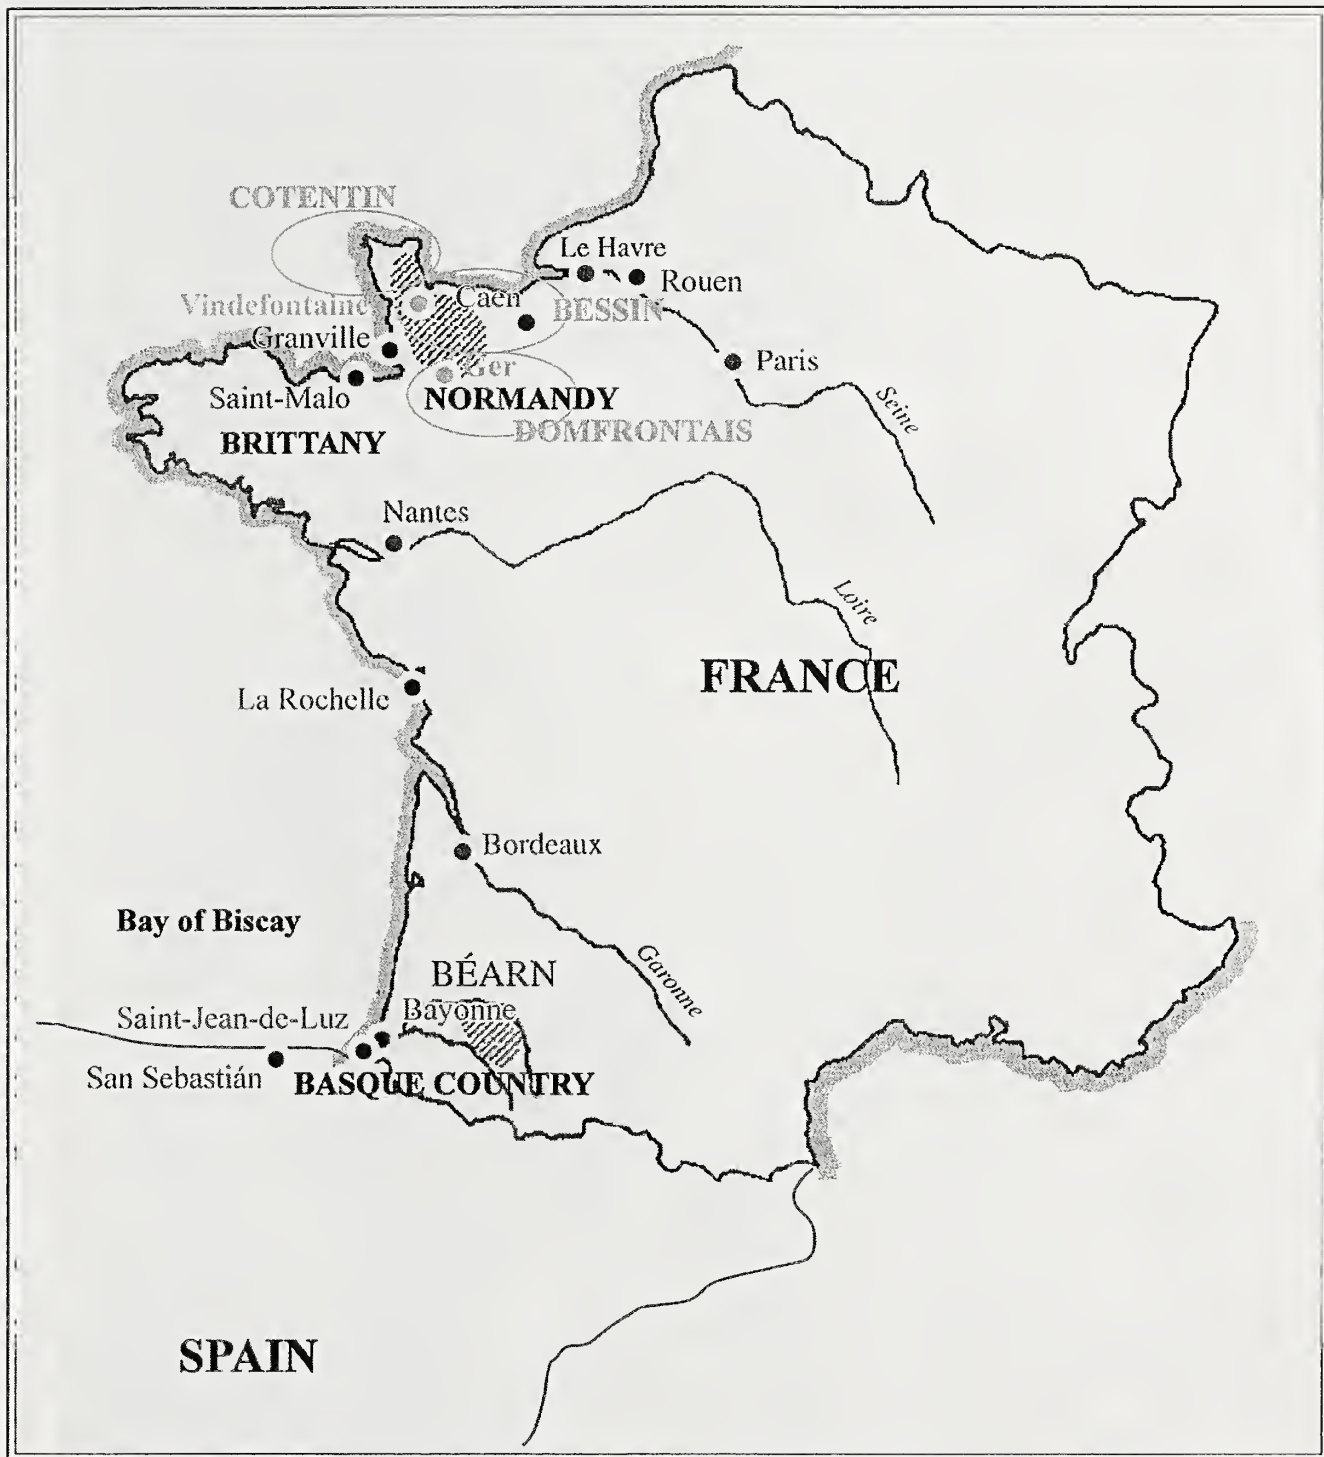 COTENTIN
Le Havre
Rouen
Vindefontaine
Caen
BESSIN
Granville
Paris
Ger
Saint-Malo
NORMANDY
Seine
BRITTANY
DOMFRONTAIS
Nantes
Loire
FRANCE
La Rochelle
Bordeaux
Bay of Biscay
Garonne
BÉARN
Saint-Jean-de-Luz
Bayonne
San Sebastián
BASQUE COUNTRY
SPAIN